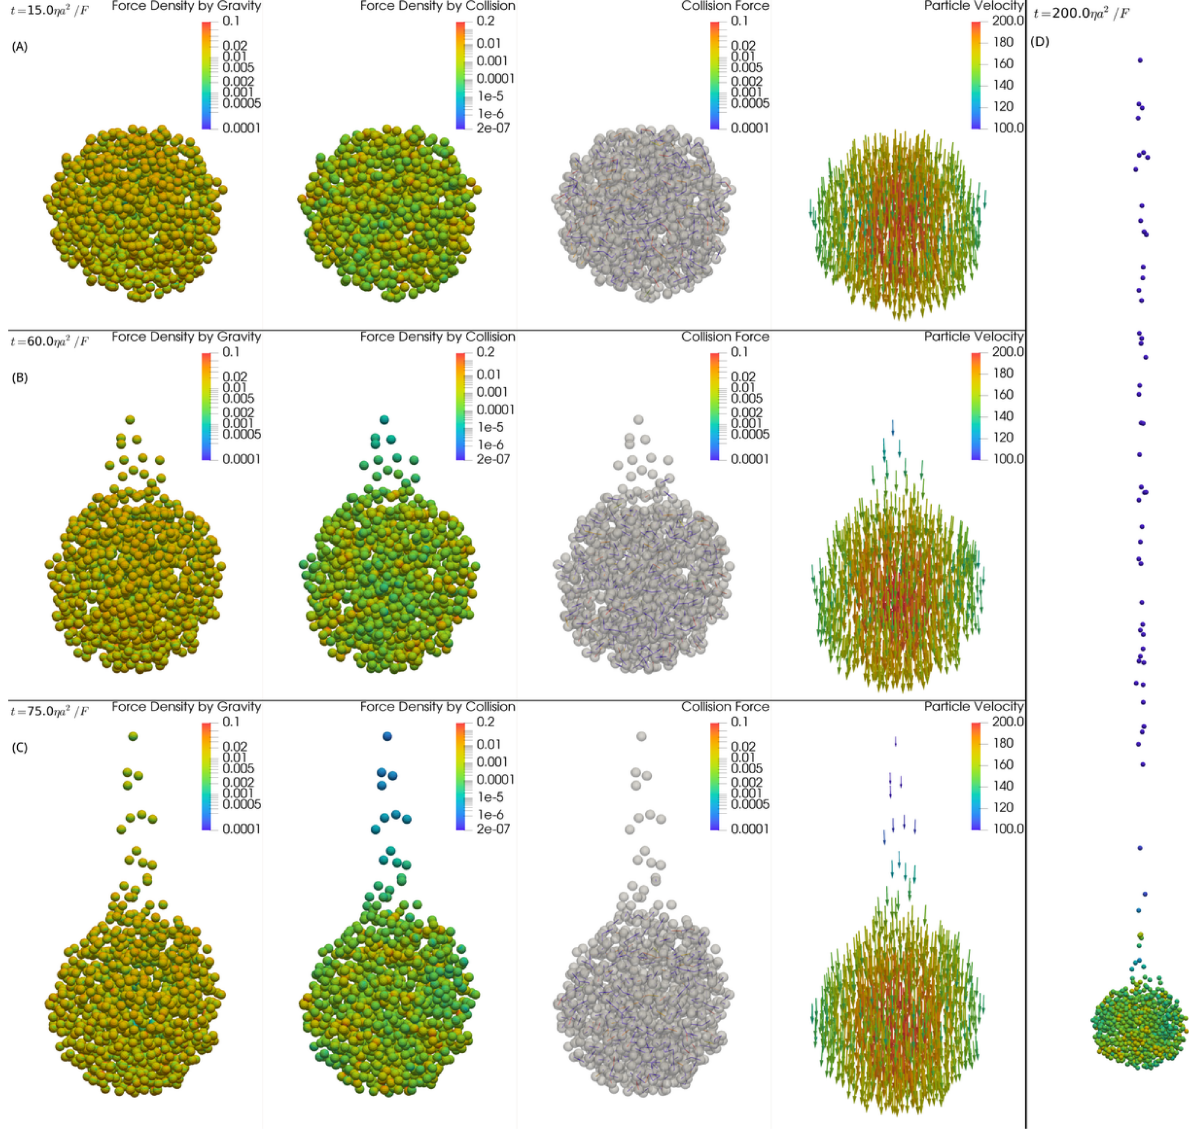 t=15.0ηa² /F
Force Density by Gravity
Force Density by Collision
Collision Force
Particle Velocity
(A)
0.1
0.02
0.01
0.005
0.002
0.001
0.0005
0.0001
0.2
0.01
0.001
0.0001
1e-5
1e-6
2e-07
0.1
0.02
0.01
0.005
0.002
0.001
0.0005
0.0001
200.0
180
160
140
120
100.0
t=60.0ηa² /F
Force Density by Gravity
Force Density by Collision
Collision Force
Particle Velocity
(B)
0.1
0.02
0.01
0.005
0.002
0.001
0.0005
0.0001
0.2
0.01
0.001
0.0001
1e-5
1e-6
2e-07
0.1
0.02
0.01
0.005
0.002
0.001
0.0005
0.0001
200.0
180
160
140
120
100.0
t=75.0ηa² /F
Force Density by Gravity
Force Density by Collision
Collision Force
Particle Velocity
(C)
0.1
0.02
0.01
0.005
0.002
0.001
0.0005
0.0001
0.2
0.01
0.001
0.0001
1e-5
1e-6
2e-07
0.1
0.02
0.01
0.005
0.002
0.001
0.0005
0.0001
200.0
180
160
140
120
100.0
t=200.0ηa² /F
(D)